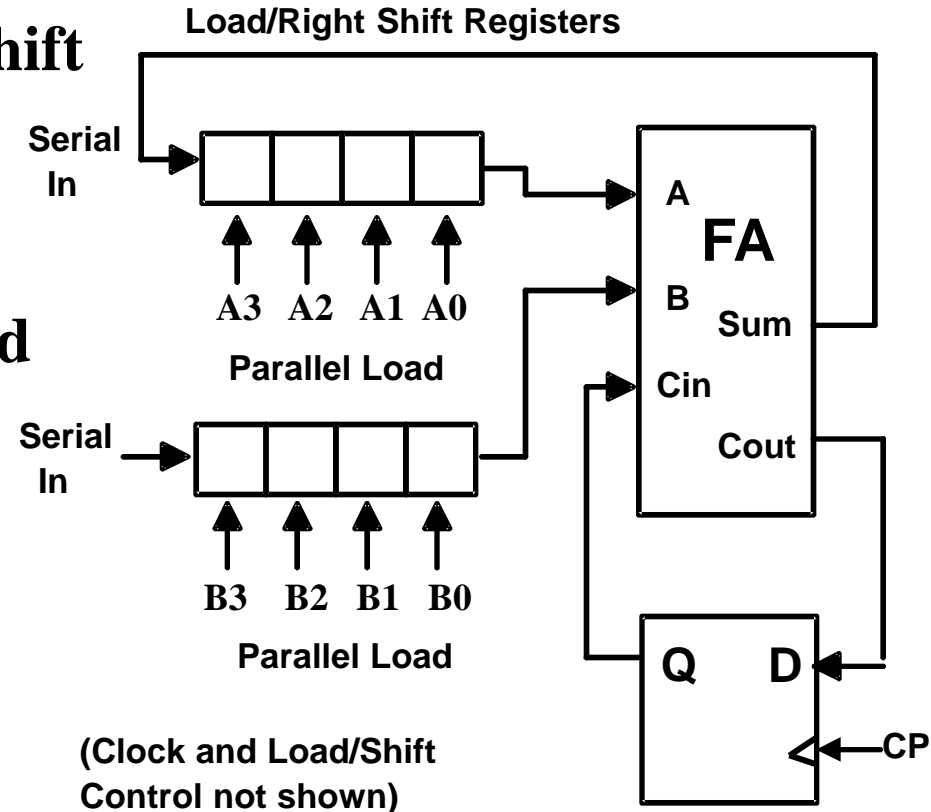 Load/Right Shift Registers
hift
Serial
In
A
FA
B
A3 A2 A1 A0
Sum
d
Parallel Load
Cin
Serial
In
Cout
B3 B2 B1 B0
Parallel Load
Q D
(Clock and Load/Shift
Control not shown)
CP